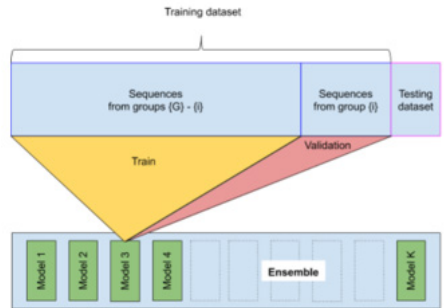 Training dataset
Sequences
from groups {G} - {i}
Sequences
from group {i}
Testing
dataset
Train
Validation
Model 1
Model 2
Model 3
Model 4
Ensemble
Model K